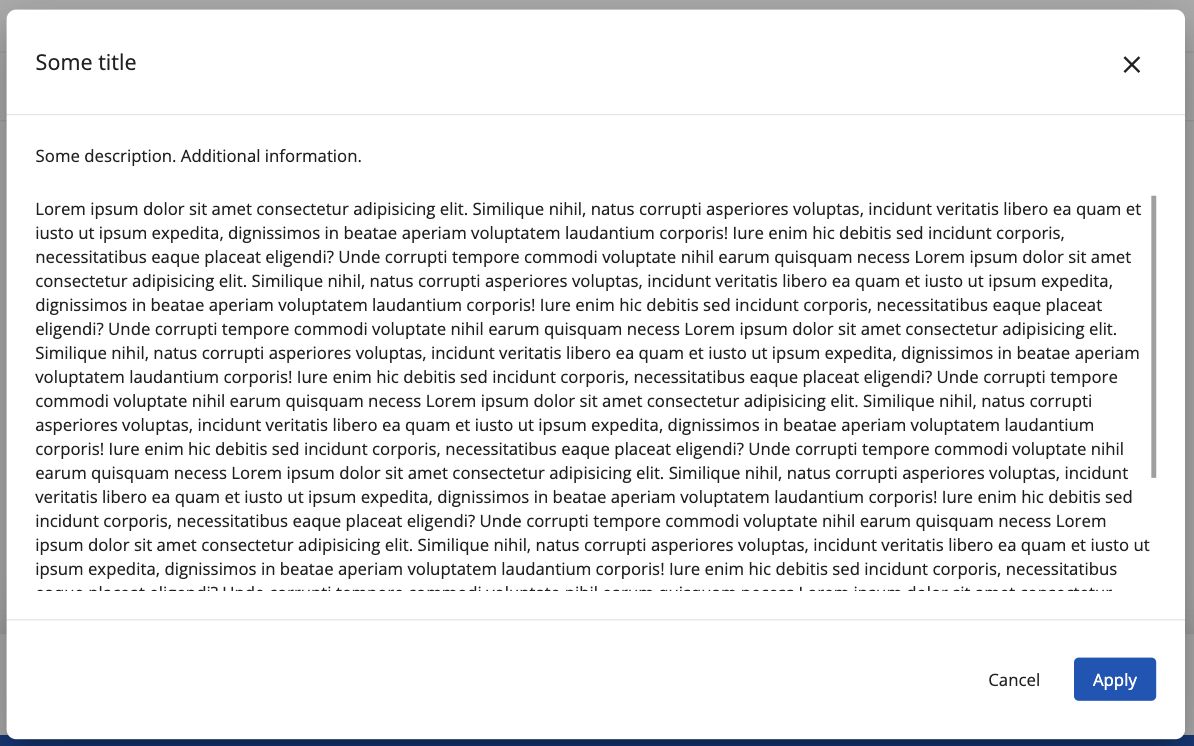 Some title
Some description. Additional information.
Lorem ipsum dolor sit amet consectetur adipisicing elit. Similique nihil, natus corrupti asperiores voluptas, incidunt veritatis libero ea quam et
iusto ut ipsum expedita, dignissimos in beatae aperiam voluptatem laudantium corporis! Iure enim hic debitis sed incidunt corporis,
necessitatibus eaque placeat eligendi? Unde corrupti tempore commodi voluptate nihil earum quisquam necess Lorem ipsum dolor sit amet
consectetur adipisicing elit. Similique nihil, natus corrupti asperiores voluptas, incidunt veritatis libero ea quam et iusto ut ipsum expedita,
dignissimos in beatae aperiam voluptatem laudantium corporis! Iure enim hic debitis sed incidunt corporis, necessitatibus eaque placeat
eligendi? Unde corrupti tempore commodi voluptate nihil earum quisquam necess Lorem ipsum dolor sit amet consectetur adipisicing elit.
Similique nihil, natus corrupti asperiores voluptas, incidunt veritatis libero ea quam et iusto ut ipsum expedita, dignissimos in beatae aperiam
voluptatem laudantium corporis! Iure enim hic debitis sed incidunt corporis, necessitatibus eaque placeat eligendi? Unde corrupti tempore
commodi voluptate nihil earum quisquam necess Lorem ipsum dolor sit amet consectetur adipisicing elit. Similique nihil, natus corrupti
asperiores voluptas, incidunt veritatis libero ea quam et iusto ut ipsum expedita, dignissimos in beatae aperiam voluptatem laudantium
corporis! Iure enim hic debitis sed incidunt corporis, necessitatibus eaque placeat eligendi? Unde corrupti tempore commodi voluptate nihil
earum quisquam necess Lorem ipsum dolor sit amet consectetur adipisicing elit. Similique nihil, natus corrupti asperiores voluptas, incidunt
veritatis libero ea quam et iusto ut ipsum expedita, dignissimos in beatae aperiam voluptatem laudantium corporis! Iure enim hic debitis sed
incidunt corporis, necessitatibus eaque placeat eligendi? Unde corrupti tempore commodi voluptate nihil earum quisquam necess Lorem
ipsum dolor sit amet consectetur adipisicing elit. Similique nihil, natus corrupti asperiores voluptas, incidunt veritatis libero ea quam et iusto ut
ipsum expedita, dignissimos in beatae aperiam voluptatem laudantium corporis! Iure enim hic debitis sed incidunt corporis, necessitatibus
Cancel
Apply